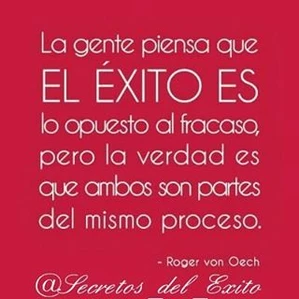 La gente piensa que
EL ÉXITO ES
lo opuesto al fracaso,
pero la verdad es
que ambos son partes
del mismo proceso.
- Roger von Oech
@Secretos del Exito